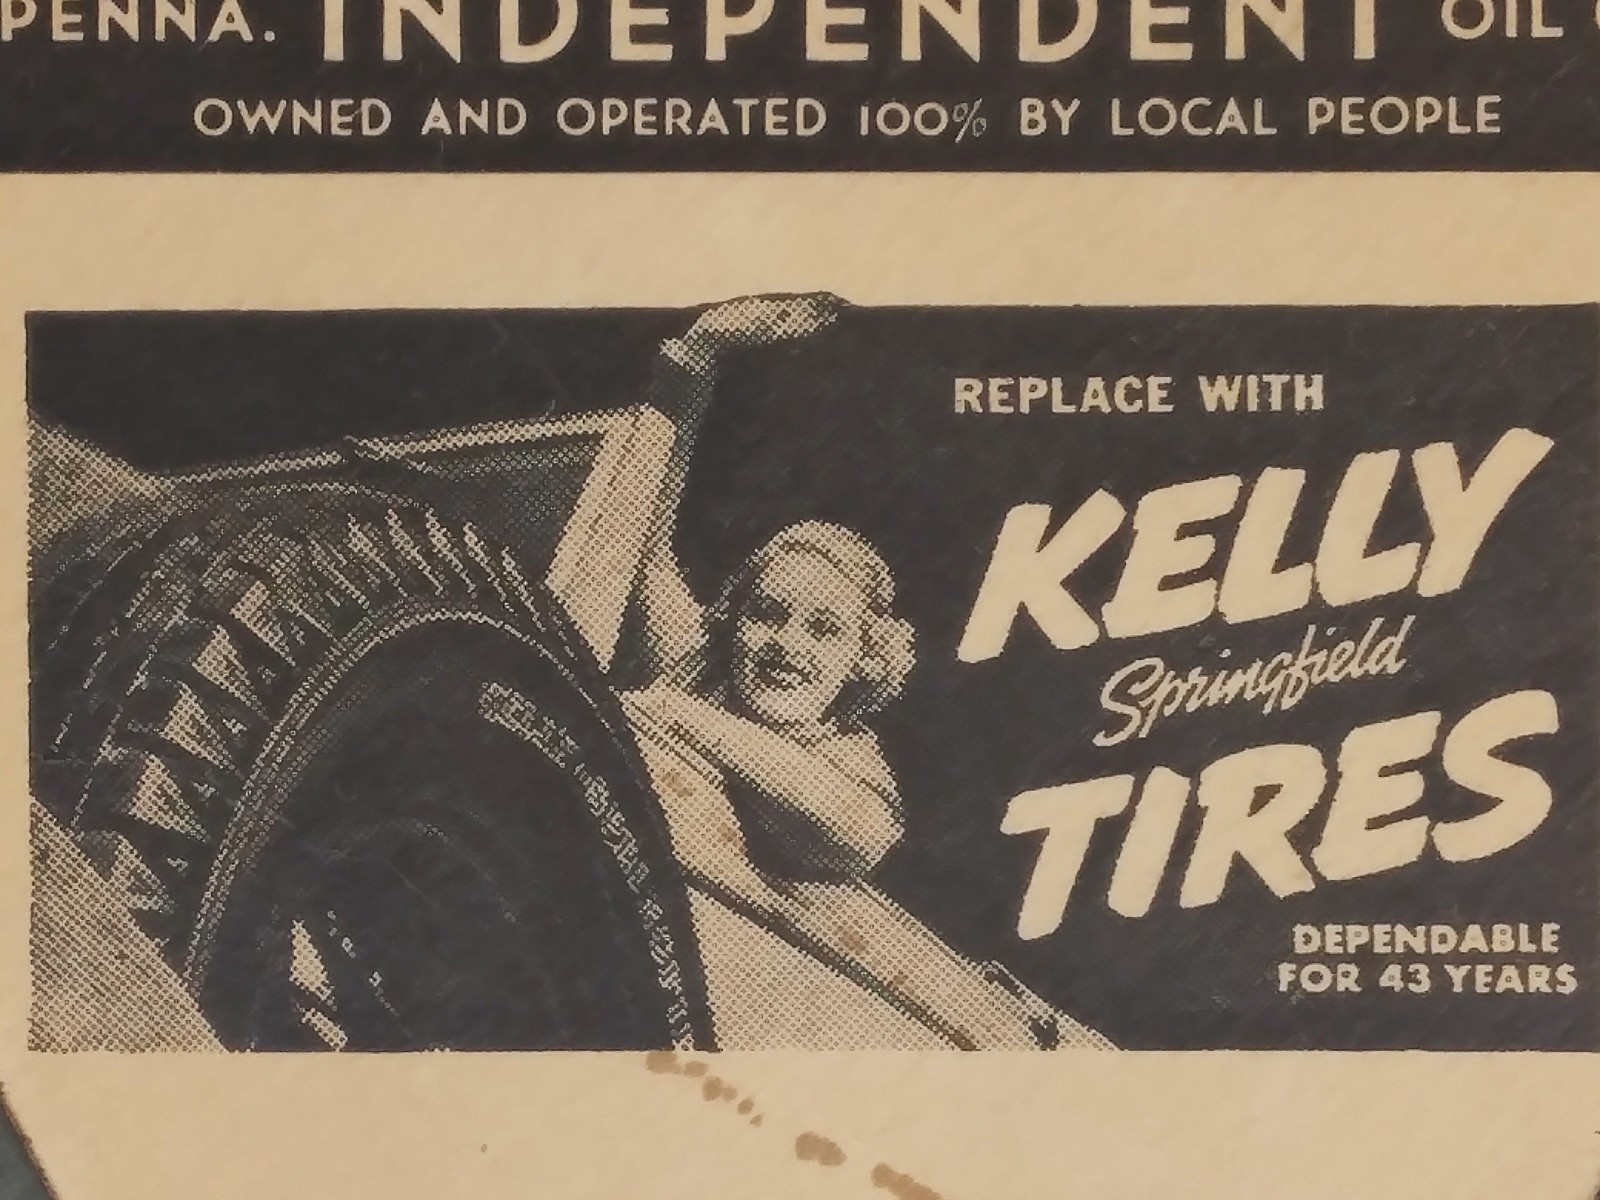 PENNA. INDEPENDENT OIL
OWNED AND OPERATED 100% BY LOCAL PEOPLE
REPLACE WITH
KELLY
Springfield
TIRES
DEPENDABLE
FOR 43 YEARS